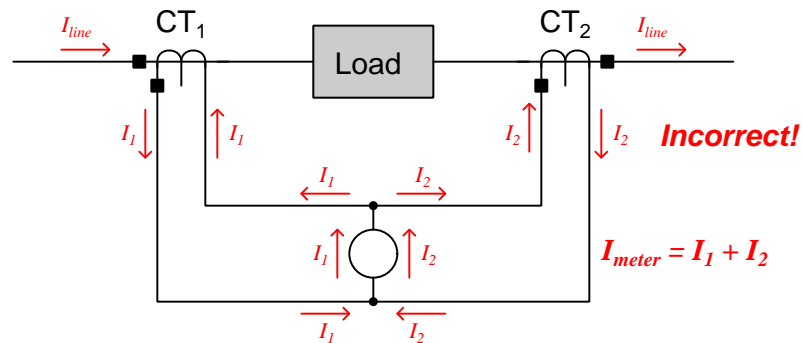 CT1
CT2
Iline
Iline
Load
I1
I1
I2
I2
Incorrect!
I1
I2
I1
I2
Imeter = I1 + I2
I1
I2